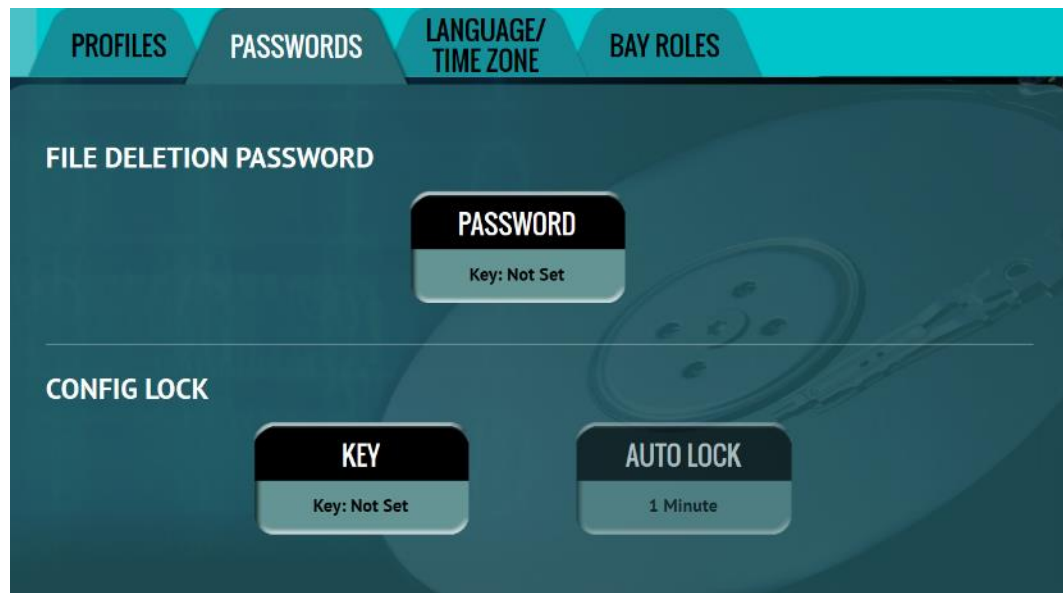 PROFILES
PASSWORDS
LANGUAGE/
TIME ZONE
BAY ROLES
FILE DELETION PASSWORD
PASSWORD
Key: Not Set
CONFIG LOCK
KEY
Key: Not Set
AUTO LOCK
1 Minute